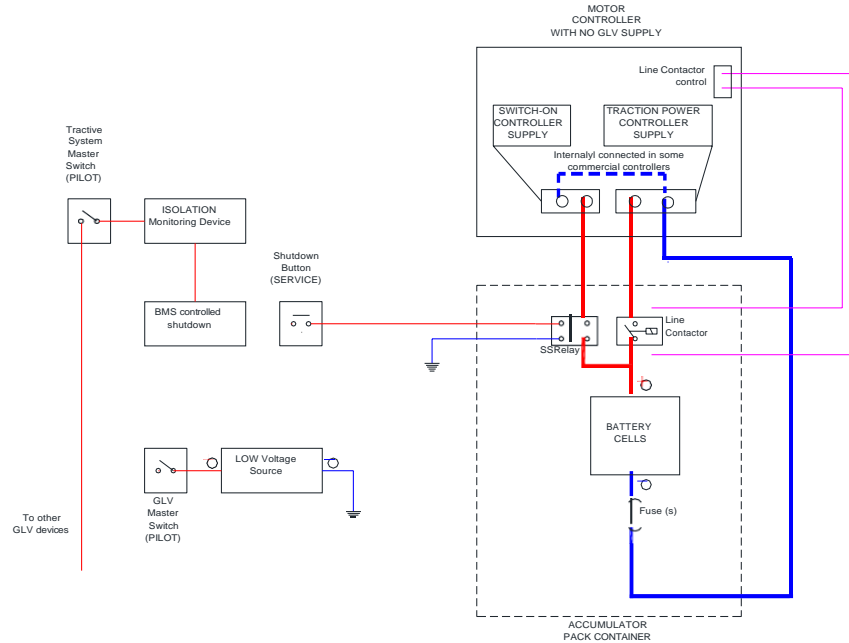 MOTOR
CONTROLLER
WITH NO GLV SUPPLY
Line Contactor
control
SWITCH-ON
CONTROLLER
SUPPLY
TRACTION POWER
CONTROLLER
SUPPLY
Internalyl connected in some
commercial controllers
Tractive
System
Master
Switch
(PILOT)
ISOLATION
Monitoring Device
Shutdown
Button
(SERVICE)
BMS controlled
shutdown
Line
Contactor
SSRelay
BATTERY
CELLS
LOW Voltage
Source
GLV
Master
Switch
(PILOT)
Fuse (s)
To other
GLV devices
ACCUMULATOR
PACK CONTAINER